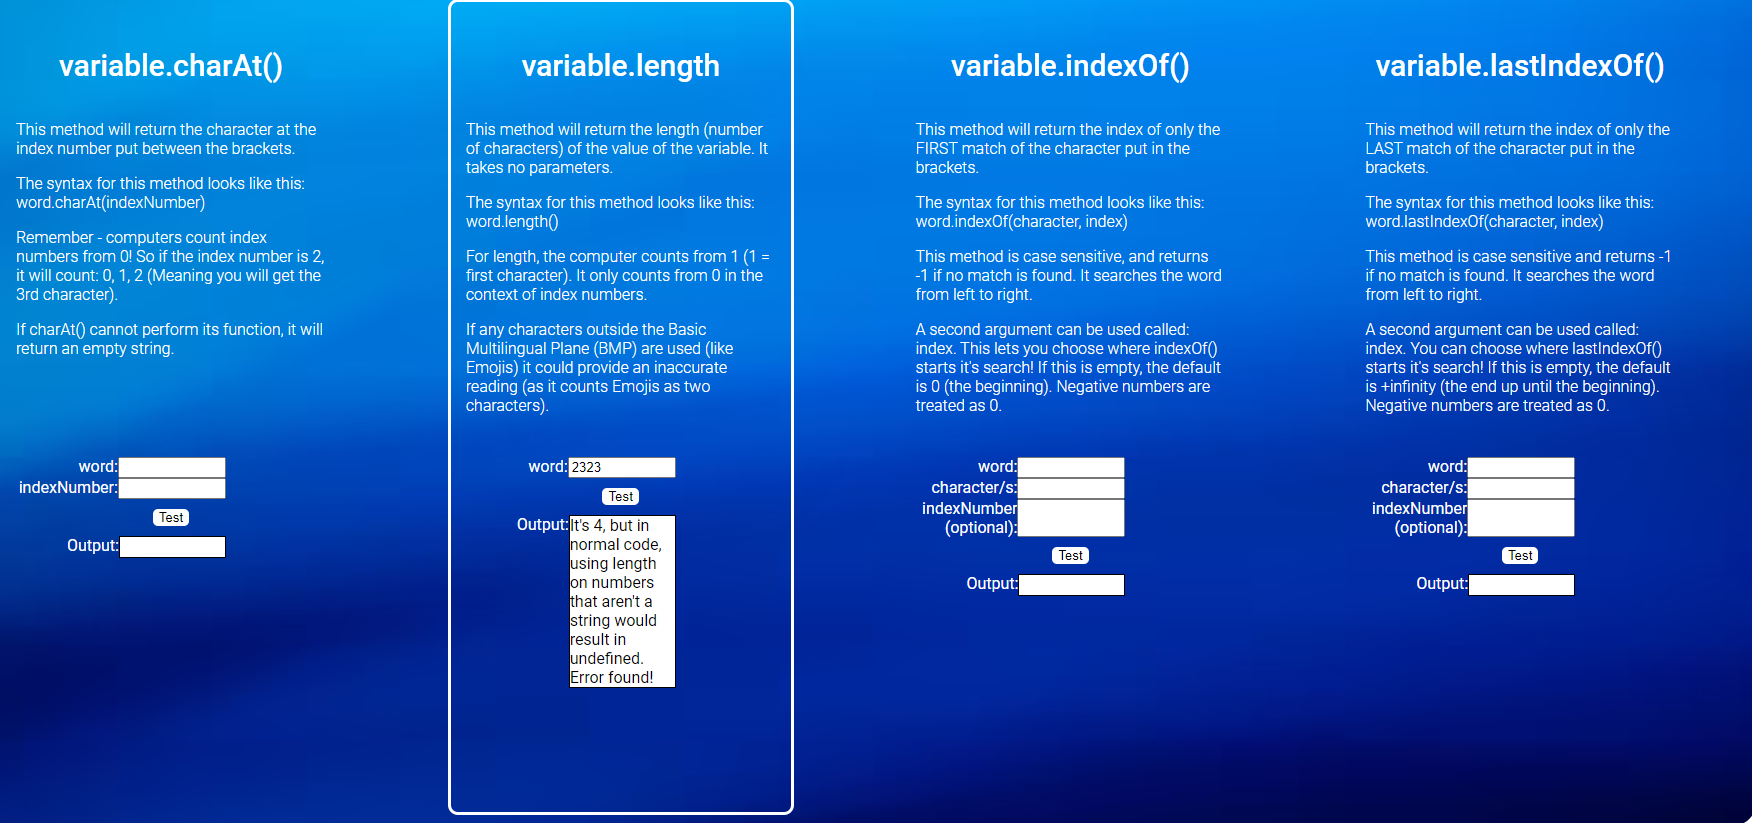 variable.charAt()
This method will return the character at the
index number put between the brackets.
The syntax for this method looks like this:
word.charAt(indexNumber)
Remember - computers count index
numbers from 0! So if the index number is 2,
it will count: 0, 1, 2 (Meaning you will get the
3rd character).
If charAt() cannot perform its function, it will
return an empty string.
word:
indexNumber:
Test
Output:
variable.length
This method will return the length (number
of characters) of the value of the variable. It
takes no parameters.
The syntax for this method looks like this:
word.length()
For length, the computer counts from 1 (1 =
first character). It only counts from 0 in the
context of index numbers.
If any characters outside the Basic
Multilingual Plane (BMP) are used (like
Emojis) it could provide an inaccurate
reading (as it counts Emojis as two
characters).
word: 2323
Test
Output: It's 4, but in
normal code,
using length
on numbers
that aren't a
string would
result in
undefined.
Error found!
variable.indexOf()
This method will return the index of only the
FIRST match of the character put in the
brackets.
The syntax for this method looks like this:
word.indexOf(character, index)
This method is case sensitive, and returns
-1 if no match is found. It searches the word
from left to right.
A second argument can be used called:
index. This lets you choose where indexOf()
starts it's search! If this is empty, the default
is 0 (the beginning). Negative numbers are
treated as 0.
word:
character/s:
indexNumber
(optional):
Test
Output:
variable.lastIndexOf()
This method will return the index of only the
LAST match of the character put in the
brackets.
The syntax for this method looks like this:
word.lastIndexOf(character, index)
This method is case sensitive and returns -1
if no match is found. It searches the word
from left to right.
A second argument can be used called:
index. You can choose where lastIndexOf()
starts it's search! If this is empty, the default
is +infinity (the end up until the beginning).
Negative numbers are treated as 0.
word:
character/s:
indexNumber
(optional):
Test
Output: